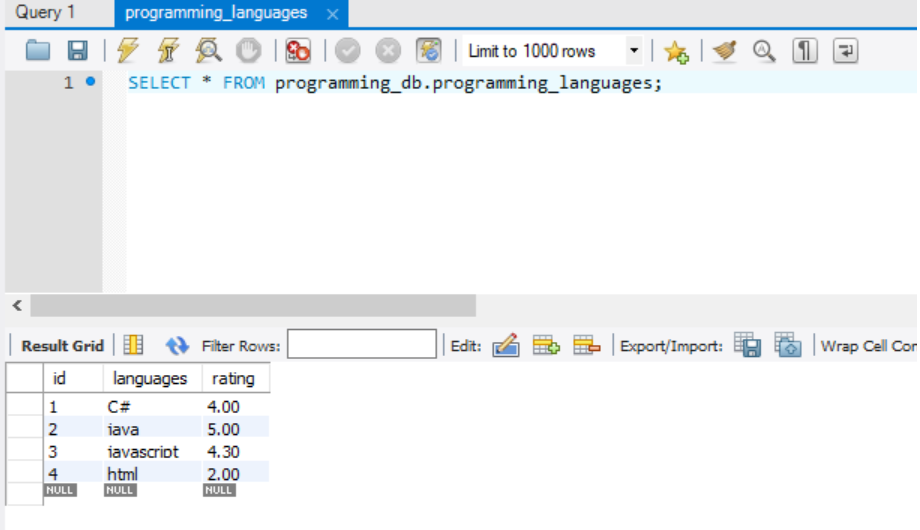 Query 1 programming_languages ×
Limit to 1000 rows
1 SELECT * FROM programming_db.programming_languages;
Result Grid Filter Rows: Edit: Export/Import: Wrap Cell Con
id languages rating
1 C# 4.00
2 java 5.00
3 javascript 4.30
4 html 2.00
NULL NULL NULL